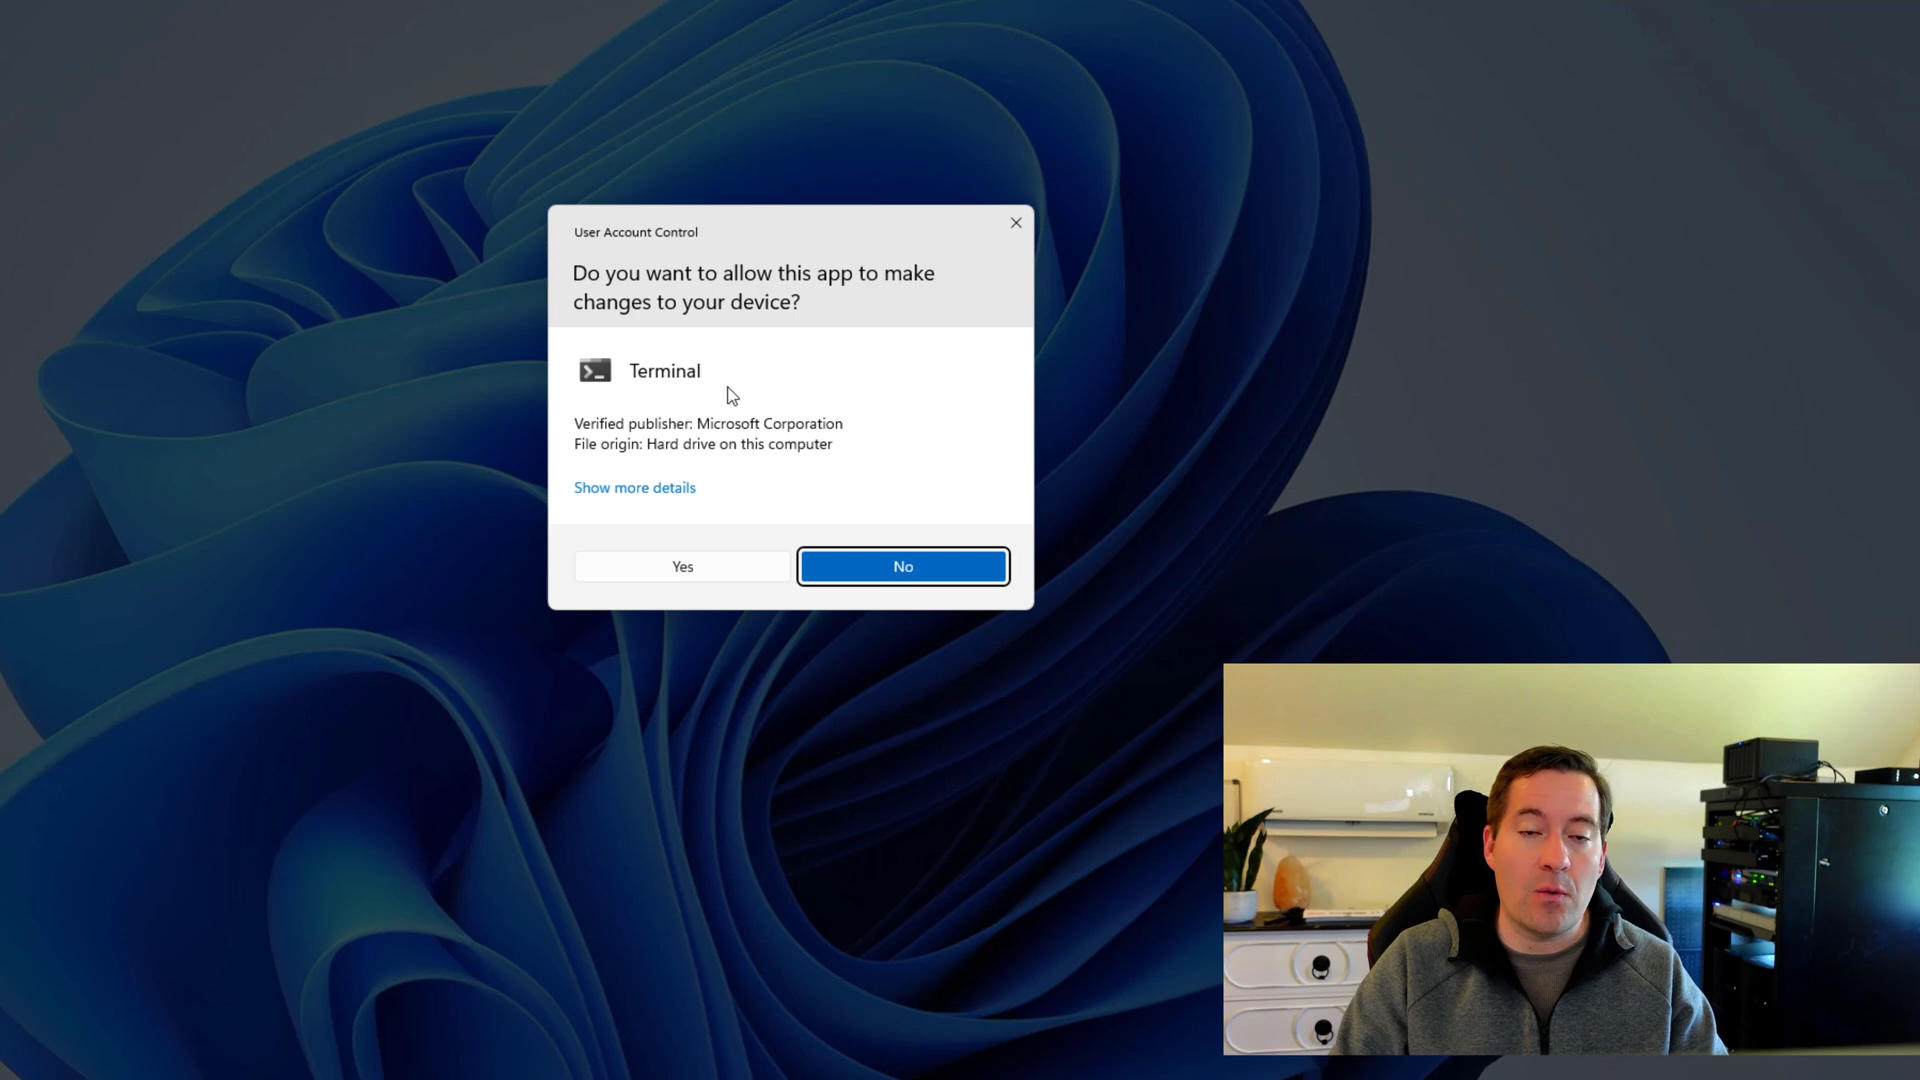 User Account Control
Do you want to allow this app to make
changes to your device?
Terminal
Verified publisher: Microsoft Corporation
File origin: Hard drive on this computer
Show more details
Yes
No